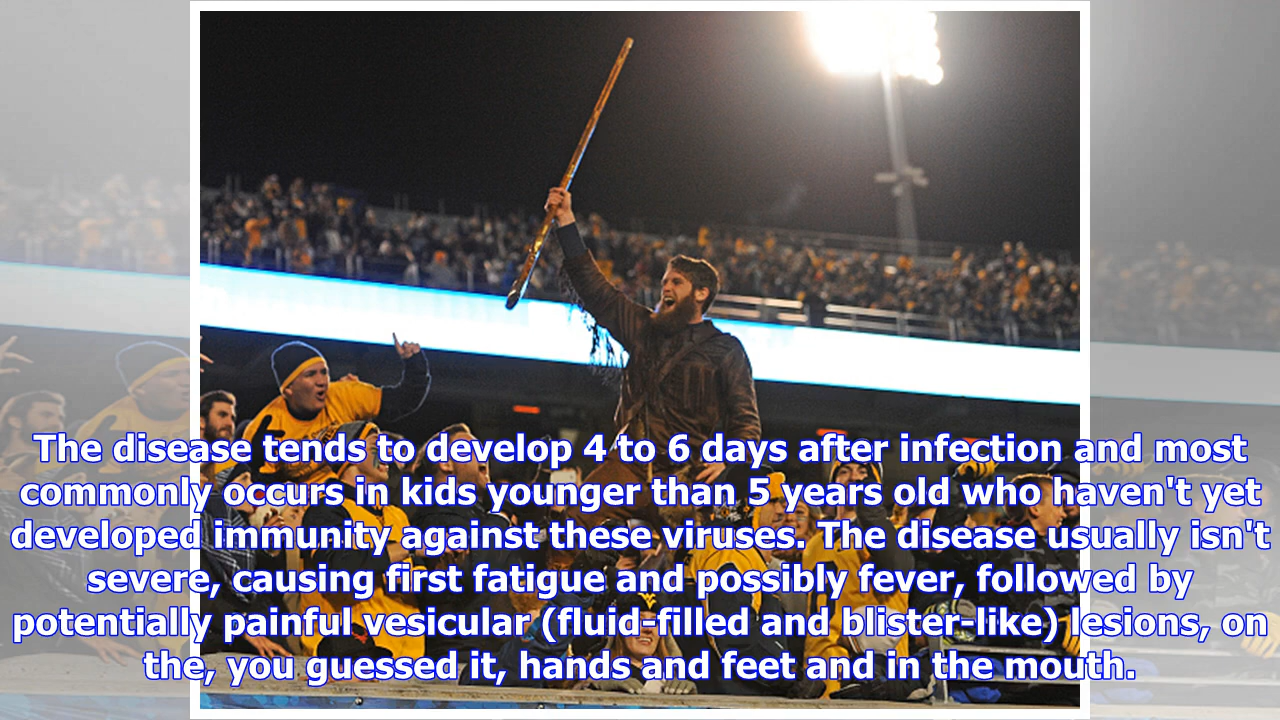 The disease tends to develop 4 to 6 days after infection and most
commonly occurs in kids younger than 5 years old who haven't yet
developed immunity against these viruses. The disease usually isn't
severe, causing first fatigue and possibly fever, followed by
potentially painful vesicular (fluid-filled and blister-like) lesions, on
the, you guessed it, hands and feet and in the mouth.